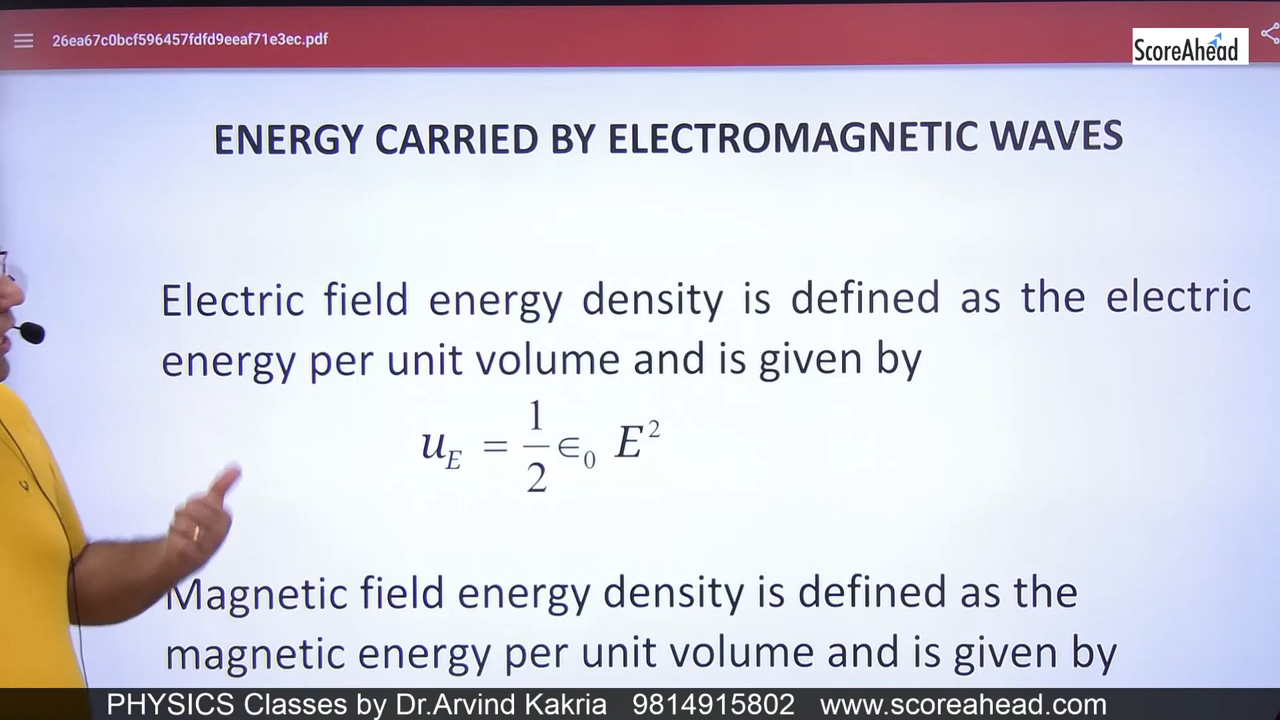 26ea67c0bcf596457fdfd9eeaf71e3ec.pdf
ScoreAhead
ENERGY CARRIED BY ELECTROMAGNETIC WAVES
Electric field energy density is defined as the electric
energy per unit volume and is given by
u_E = 1/2 ∈₀ E²
Magnetic field energy density is defined as the
magnetic energy per unit volume and is given by
PHYSICS Classes by Dr.Arvind Kakria 9814915802 www.scoreahead.com